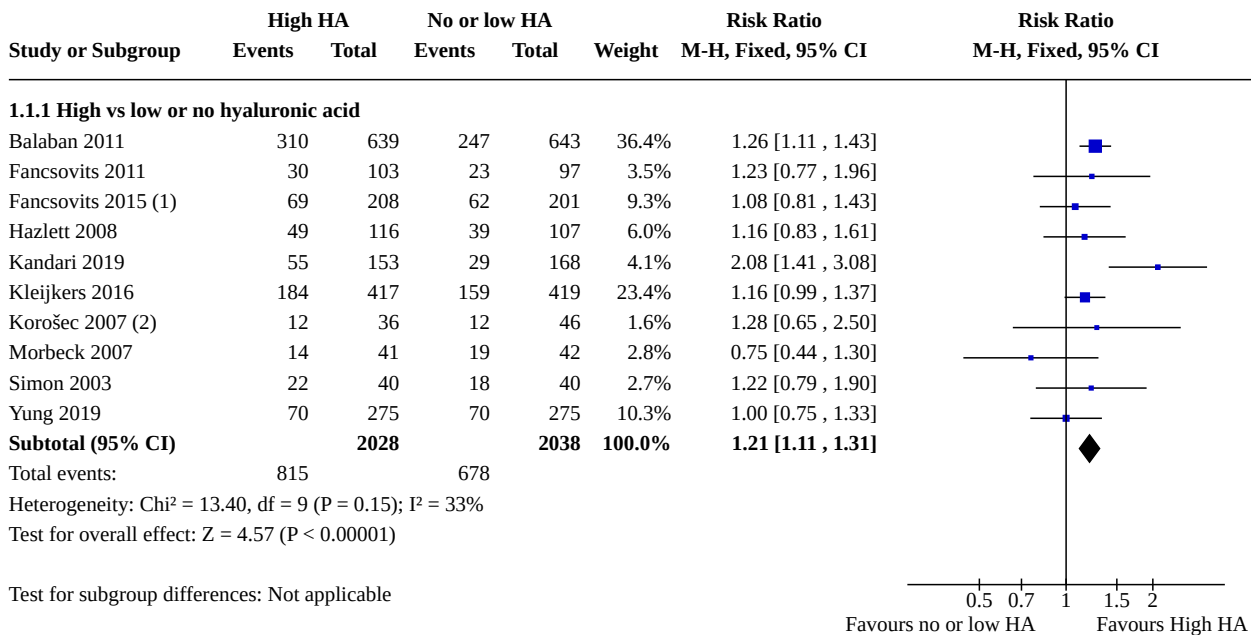 High HA No or low HA Risk Ratio Risk Ratio
Study or Subgroup Events Total Events Total Weight M-H, Fixed, 95% CI M-H, Fixed, 95% CI
1.1.1 High vs low or no hyaluronic acid
Balaban 2011 310 639 247 643 36.4% 1.26 [1.11 , 1.43]
Fancsovits 2011 30 103 23 97 3.5% 1.23 [0.77 , 1.96]
Fancsovits 2015 (1) 69 208 62 201 9.3% 1.08 [0.81 , 1.43]
Hazlett 2008 49 116 39 107 6.0% 1.16 [0.83 , 1.61]
Kandari 2019 55 153 29 168 4.1% 2.08 [1.41 , 3.08]
Kleijkers 2016 184 417 159 419 23.4% 1.16 [0.99 , 1.37]
Korošec 2007 (2) 12 36 12 46 1.6% 1.28 [0.65 , 2.50]
Morbeck 2007 14 41 19 42 2.8% 0.75 [0.44 , 1.30]
Simon 2003 22 40 18 40 2.7% 1.22 [0.79 , 1.90]
Yung 2019 70 275 70 275 10.3% 1.00 [0.75 , 1.33]
Subtotal (95% CI) 2028 2038 100.0% 1.21 [1.11 , 1.31]
Total events: 815 678
Heterogeneity: Chi² = 13.40, df = 9 (P = 0.15); I² = 33%
Test for overall effect: Z = 4.57 (P < 0.00001)
Test for subgroup differences: Not applicable
0.5 0.7 1 1.5 2
Favours no or low HA Favours High HA